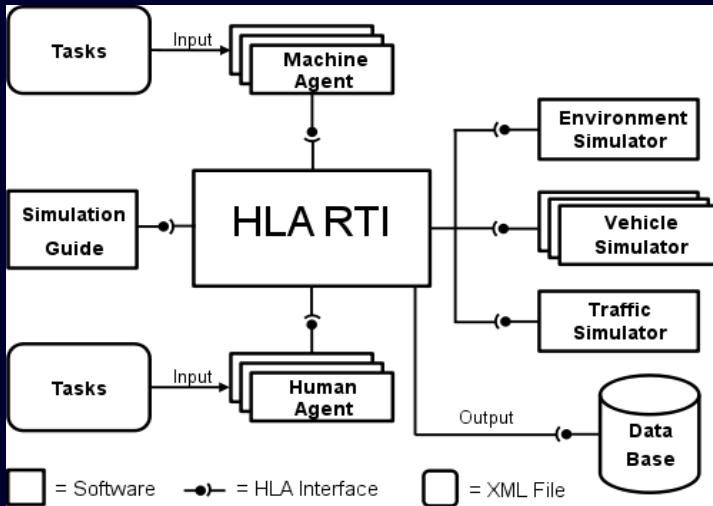 Tasks
Input
Machine
Agent
Environment
Simulator
Simulation
Guide
HLA RTI
Vehicle
Simulator
Traffic
Simulator
Tasks
Input
Human
Agent
Output
Data
Base
= Software
= HLA Interface
= XML File